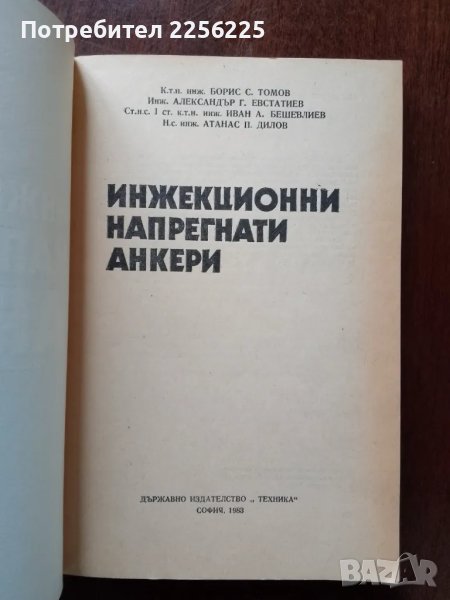 Потребител 2256225
К.т.н. инж. БОРИС С. ТОМОВ
Инж. АЛЕКСАНДЪР Г. ЕВСТАТИЕВ
Ст.н.с. I ст. к.т.н. инж. ИВАН А. БЕШЕВЛИЕВ
Н.с. инж. АТАНАС П. ДИЛОВ
ИНЖЕКЦИОННИ
НАПРЕГНАТИ
АНКЕРИ
ДЪРЖАВНО ИЗДАТЕЛСТВО „ТЕХНИКА“
СОФИЯ, 1983
BAZAR